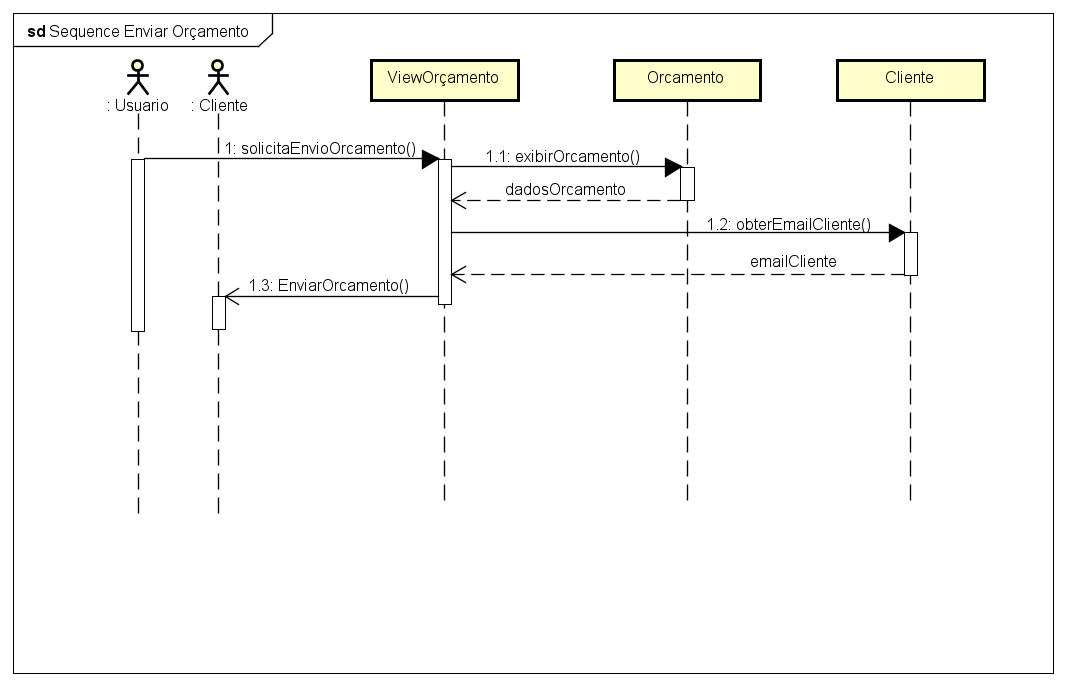 sd Sequence Enviar Orçamento
: Usuario
: Cliente
ViewOrçamento
Orcamento
Cliente
1: solicitaEnvioOrcamento()
1.1: exibirOrcamento()
dadosOrcamento
1.2: obterEmailCliente()
emailCliente
1.3: EnviarOrcamento()